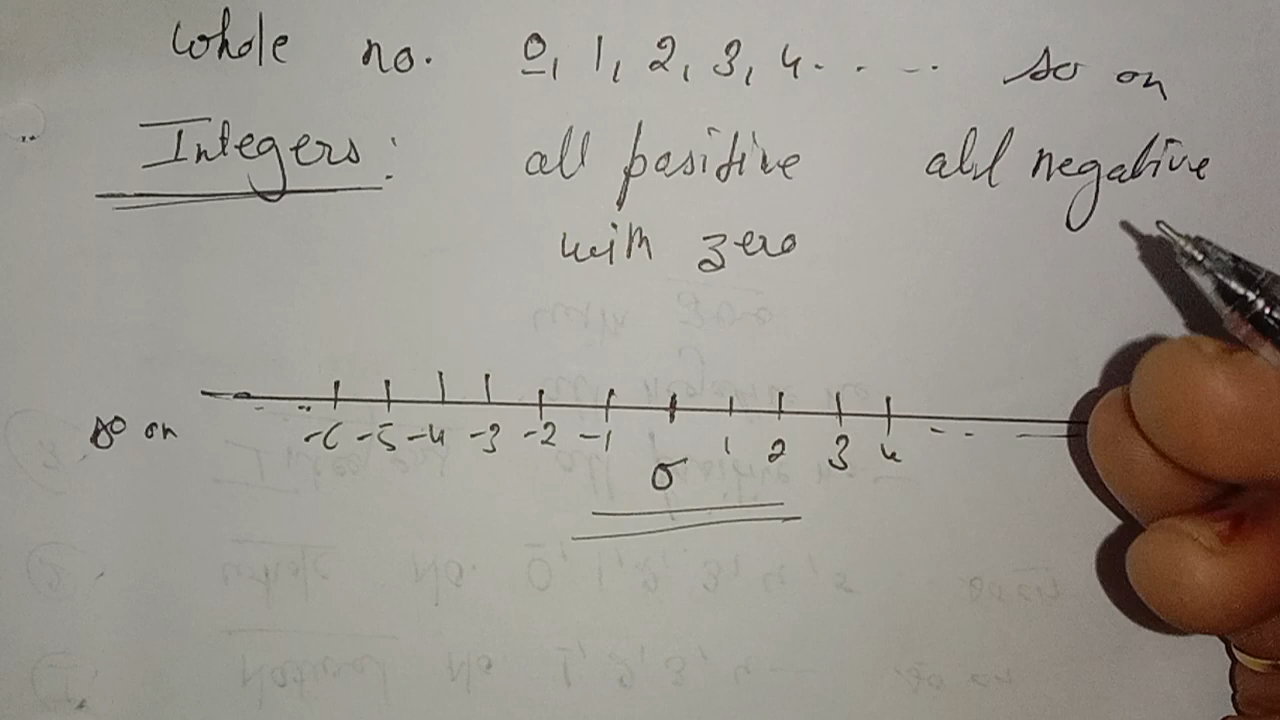 Whole no. 0, 1, 2, 3, 4. . . -. so on
Integers: all pasitive all negative
with zero
so on -6 -5 -4 -3 -2 -1 0 1 2 3 4